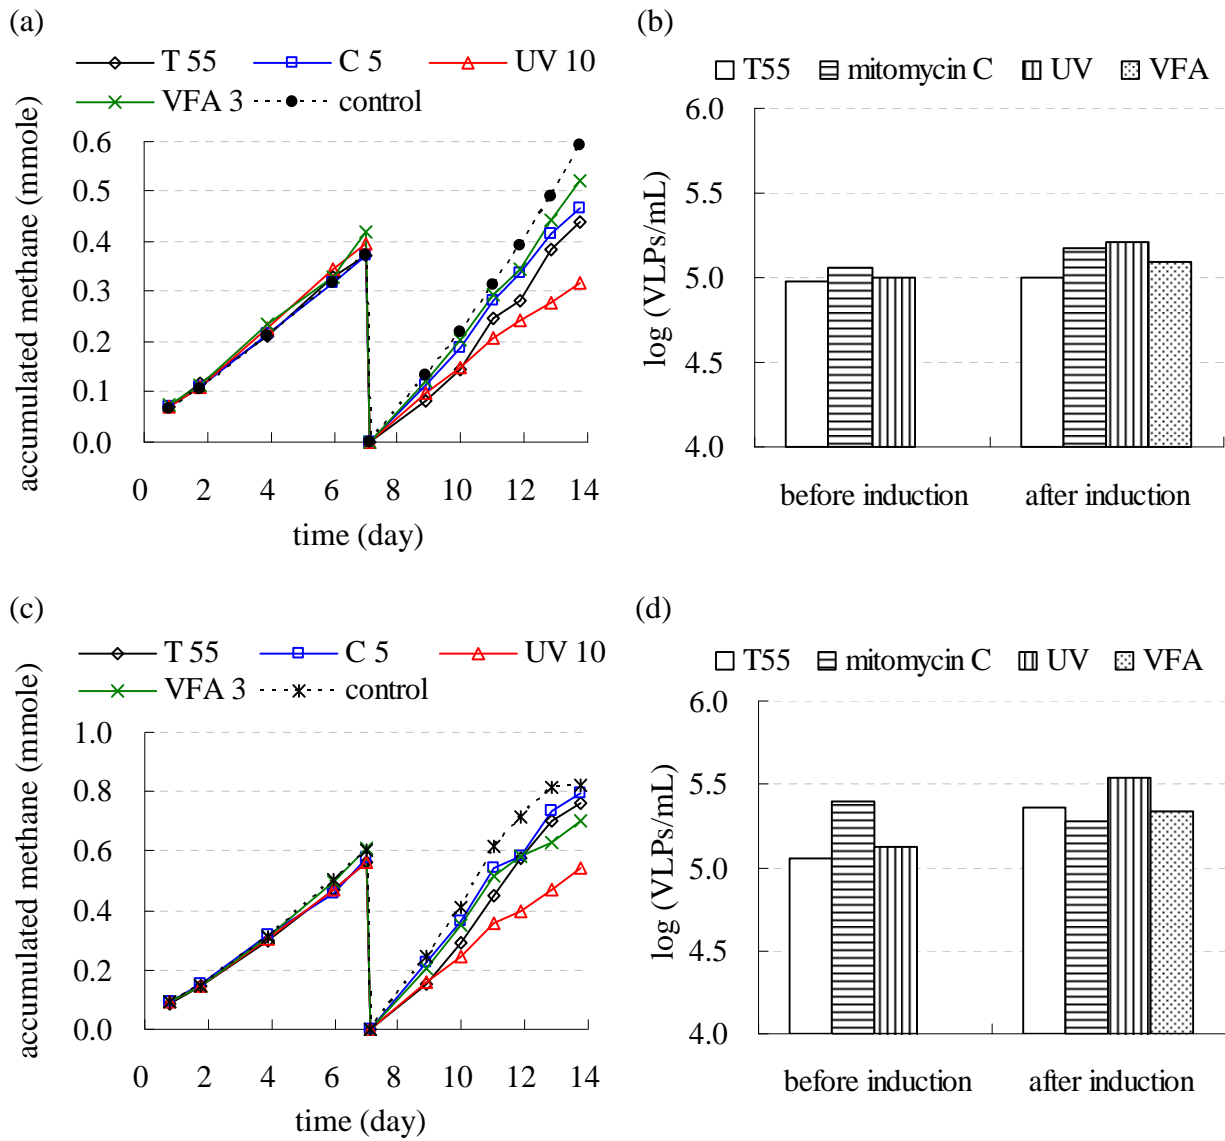 (a)
T 55 C 5 UV 10
VFA 3 control
accumulated methane (mmole)
0.6
0.5
0.4
0.3
0.2
0.1
0.0
0 2 4 6 8 10 12 14
time (day)
(b)
T55 mitomycin C UV VFA
log (VLPs/mL)
6.0
5.5
5.0
4.5
4.0
before induction after induction
(c)
T 55 C 5 UV 10
VFA 3 control
accumulated methane (mmole)
1.0
0.8
0.6
0.4
0.2
0.0
0 2 4 6 8 10 12 14
time (day)
(d)
T55 mitomycin C UV VFA
log (VLPs/mL)
6.0
5.5
5.0
4.5
4.0
before induction after induction